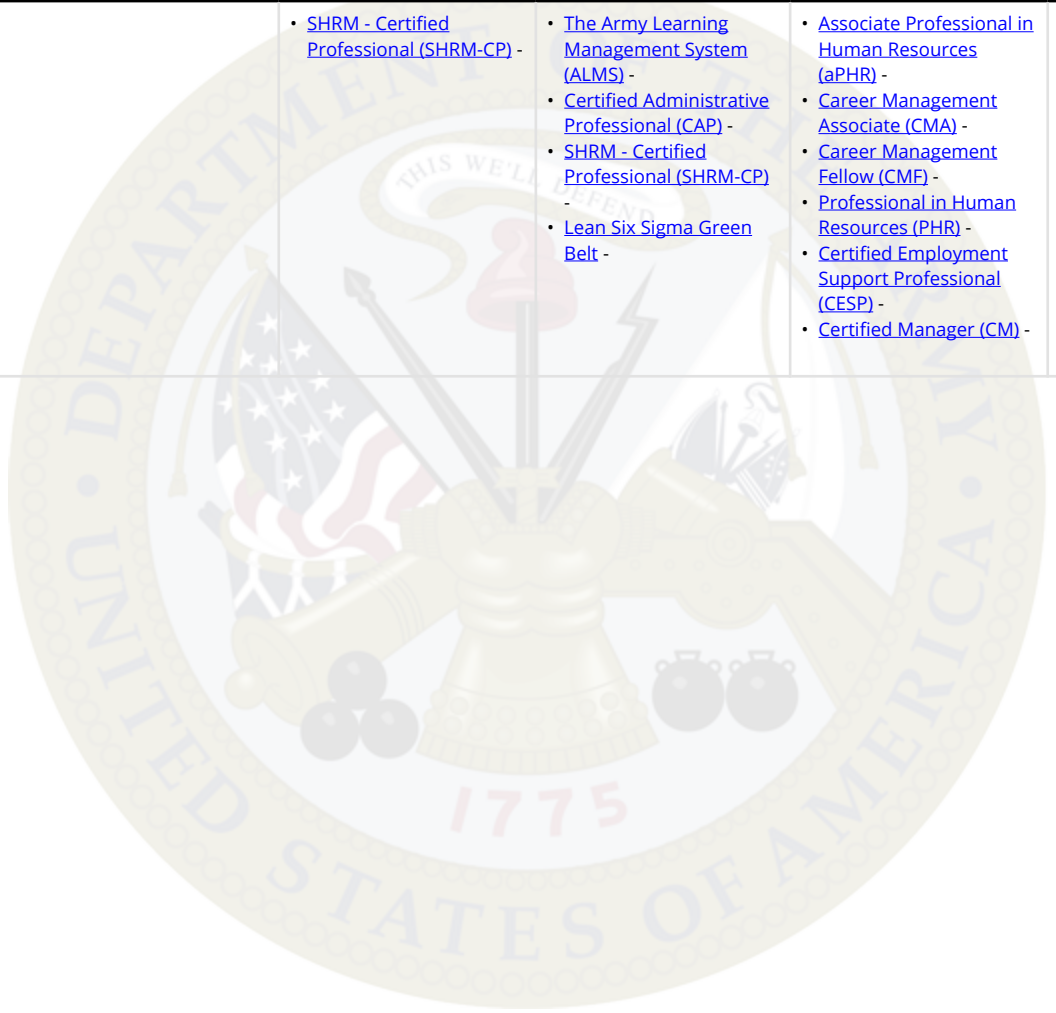 • SHRM - Certified
Professional (SHRM-CP) -
• The Army Learning
Management System
(ALMS) -
• Certified Administrative
Professional (CAP) -
• SHRM - Certified
Professional (SHRM-CP)
-
• Lean Six Sigma Green
Belt -
• Associate Professional in
Human Resources
(aPHR) -
• Career Management
Associate (CMA) -
• Career Management
Fellow (CMF) -
• Professional in Human
Resources (PHR) -
• Certified Employment
Support Professional
(CESP) -
• Certified Manager (CM) -
DEPARTMENT OF THE ARMY
THIS WE'LL DEFEND
1775
UNITED STATES OF AMERICA